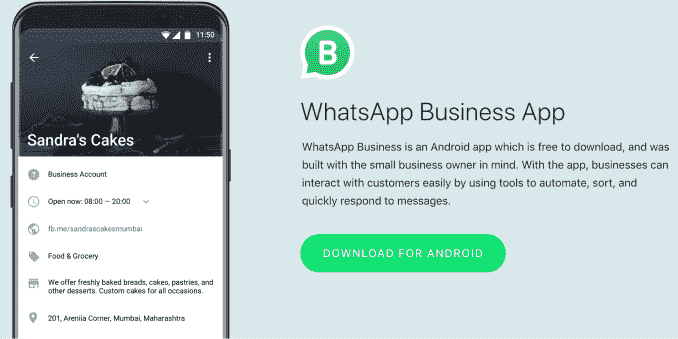 11:50
Sandra's Cakes
Business Account
Open now: 08:00 – 20:00
fb.me/sandrascakesmumbai
Food & Grocery
We offer freshly baked breads, cakes, pastries, and
other desserts. Custom cakes for all occasions.
201, Areniia Corner, Mumbai, Maharashtra
B
WhatsApp Business App
WhatsApp Business is an Android app which is free to download, and was
built with the small business owner in mind. With the app, businesses can
interact with customers easily by using tools to automate, sort, and
quickly respond to messages.
DOWNLOAD FOR ANDROID